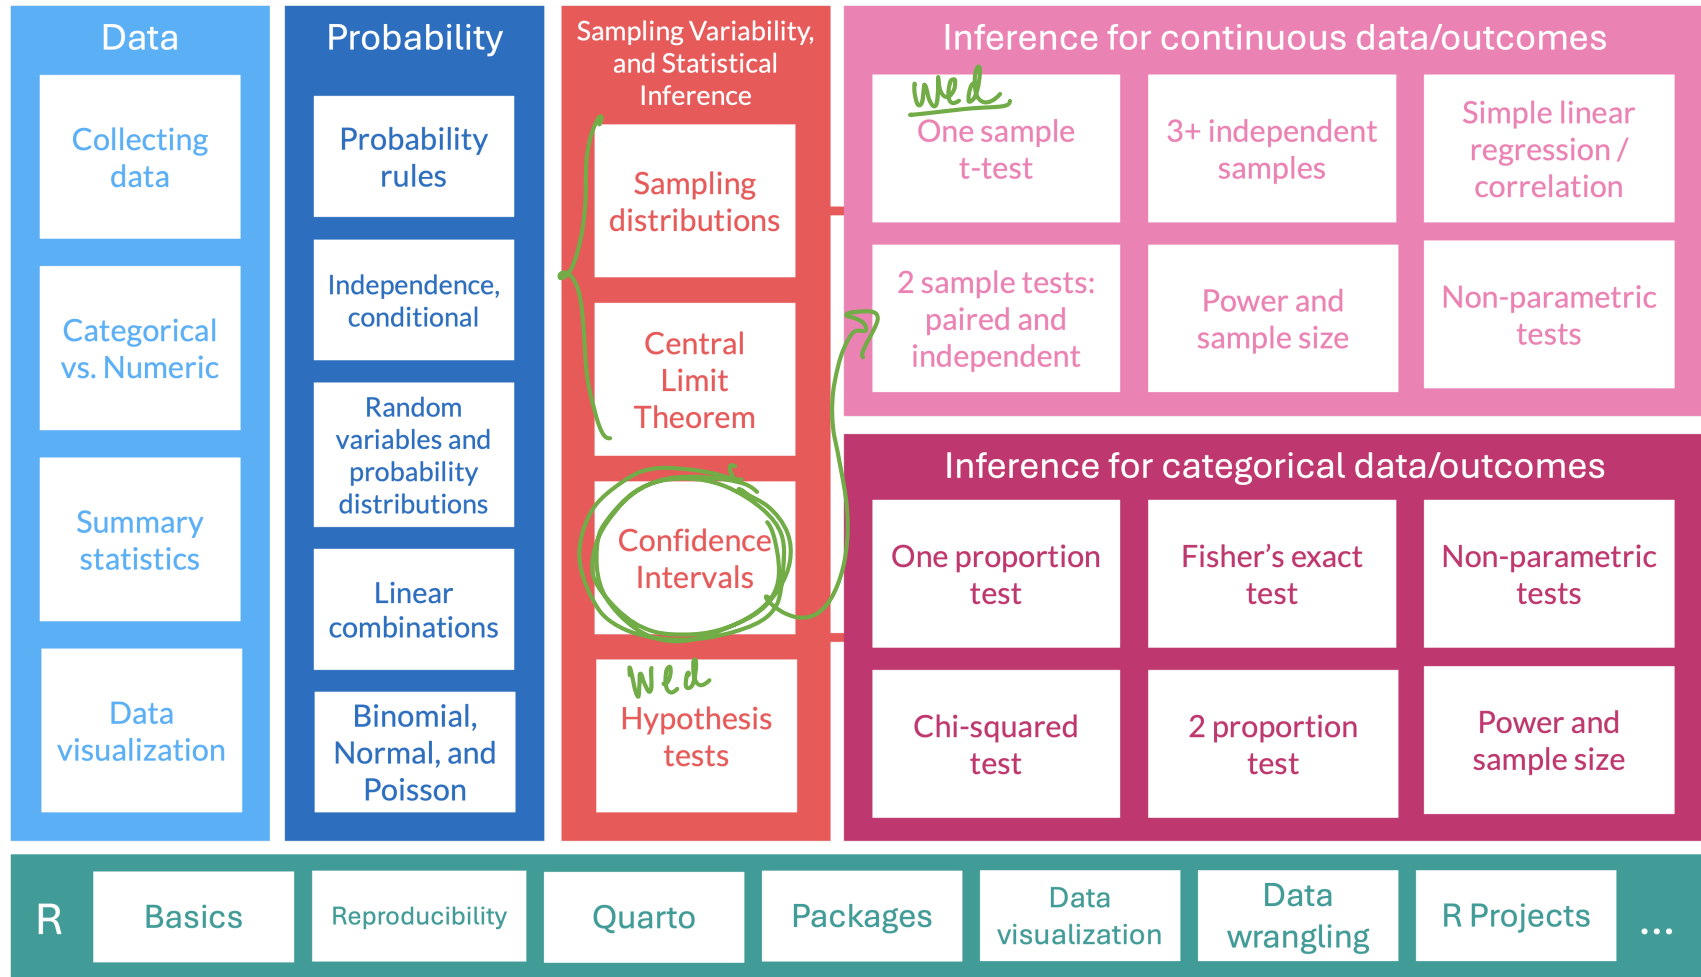 Data
Collecting
data
Categorical
vs. Numeric
Summary
statistics
Data
visualization
Probability
Probability
rules
Independence,
conditional
Random
variables and
probability
distributions
Linear
combinations
Binomial,
Normal, and
Poisson
Sampling Variability,
and Statistical
Inference
Sampling
distributions
Central
Limit
Theorem
Confidence
Intervals
Wed
Hypothesis
tests
Inference for continuous data/outcomes
Wed
One sample
t-test
3+ independent
samples
Simple linear
regression /
correlation
2 sample tests:
paired and
independent
Power and
sample size
Non-parametric
tests
Inference for categorical data/outcomes
One proportion
test
Fisher’s exact
test
Non-parametric
tests
Chi-squared
test
2 proportion
test
Power and
sample size
R
Basics
Reproducibility
Quarto
Packages
Data
visualization
Data
wrangling
R Projects
...